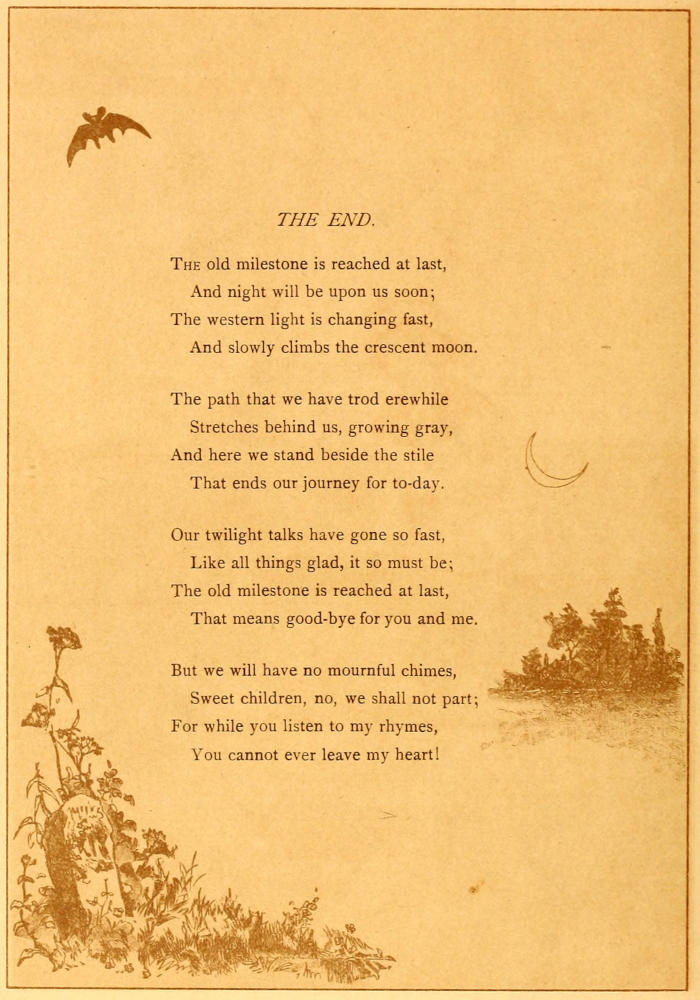 THE END.
THE old milestone is reached at last,
And night will be upon us soon;
The western light is changing fast,
And slowly climbs the crescent moon.
The path that we have trod erewhile
Stretches behind us, growing gray,
And here we stand beside the stile
That ends our journey for to-day.
Our twilight talks have gone so fast,
Like all things glad, it so must be;
The old milestone is reached at last,
That means good-bye for you and me.
But we will have no mournful chimes,
Sweet children, no, we shall not part;
For while you listen to my rhymes,
You cannot ever leave my heart!